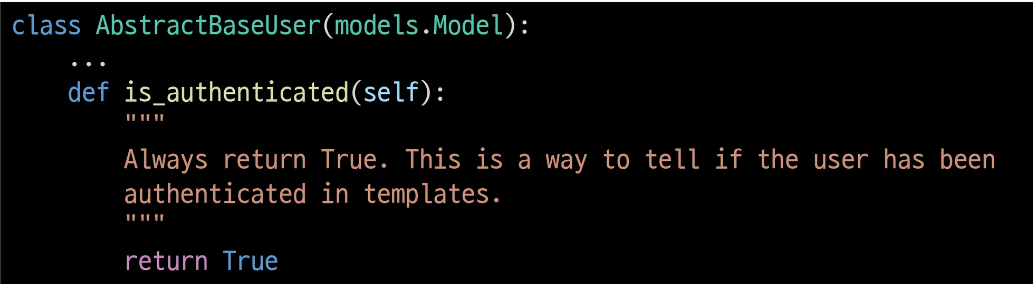 class AbstractBaseUser(models.Model):
    ...
    def is_authenticated(self):
        """
        Always return True. This is a way to tell if the user has been
        authenticated in templates.
        """
        return True